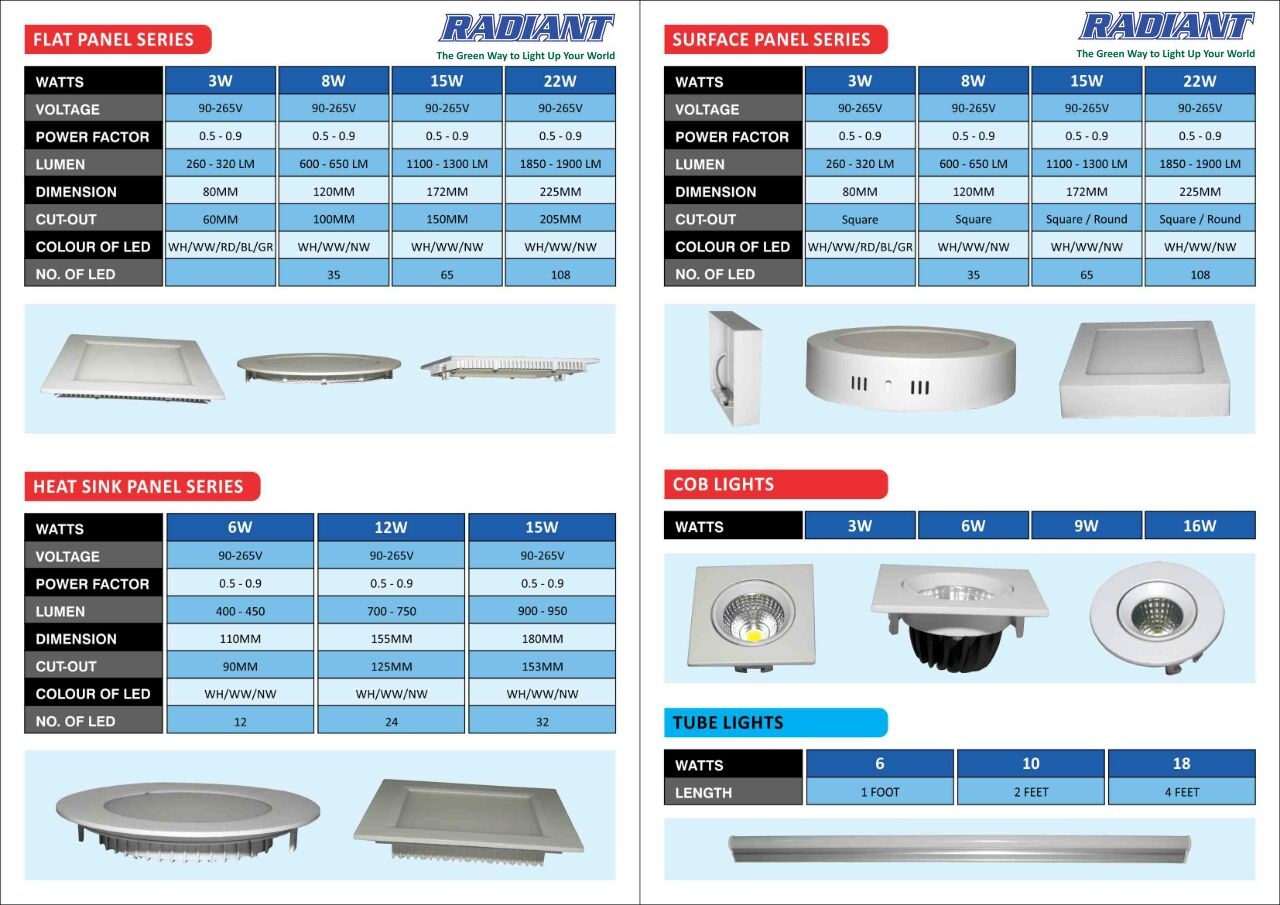 FLAT PANEL SERIES
RADIANT
The Green Way to Light Up Your World
WATTS 3W 8W 15W 22W
VOLTAGE 90-265V 90-265V 90-265V 90-265V
POWER FACTOR 0.5 - 0.9 0.5 - 0.9 0.5 - 0.9 0.5 - 0.9
LUMEN 260 - 320 LM 600 - 650 LM 1100 - 1300 LM 1850 - 1900 LM
DIMENSION 80MM 120MM 172MM 225MM
CUT-OUT 60MM 100MM 150MM 205MM
COLOUR OF LED WH/WW/RD/BL/GR WH/WW/NW WH/WW/NW WH/WW/NW
NO. OF LED 35 65 108
HEAT SINK PANEL SERIES
WATTS 6W 12W 15W
VOLTAGE 90-265V 90-265V 90-265V
POWER FACTOR 0.5 - 0.9 0.5 - 0.9 0.5 - 0.9
LUMEN 400 - 450 700 - 750 900 - 950
DIMENSION 110MM 155MM 180MM
CUT-OUT 90MM 125MM 153MM
COLOUR OF LED WH/WW/NW WH/WW/NW WH/WW/NW
NO. OF LED 12 24 32
SURFACE PANEL SERIES
RADIANT
The Green Way to Light Up Your World
WATTS 3W 8W 15W 22W
VOLTAGE 90-265V 90-265V 90-265V 90-265V
POWER FACTOR 0.5 - 0.9 0.5 - 0.9 0.5 - 0.9 0.5 - 0.9
LUMEN 260 - 320 LM 600 - 650 LM 1100 - 1300 LM 1850 - 1900 LM
DIMENSION 80MM 120MM 172MM 225MM
CUT-OUT Square Square Square / Round Square / Round
COLOUR OF LED WH/WW/RD/BL/GR WH/WW/NW WH/WW/NW WH/WW/NW
NO. OF LED 35 65 108
COB LIGHTS
WATTS 3W 6W 9W 16W
TUBE LIGHTS
WATTS 6 10 18
LENGTH 1 FOOT 2 FEET 4 FEET